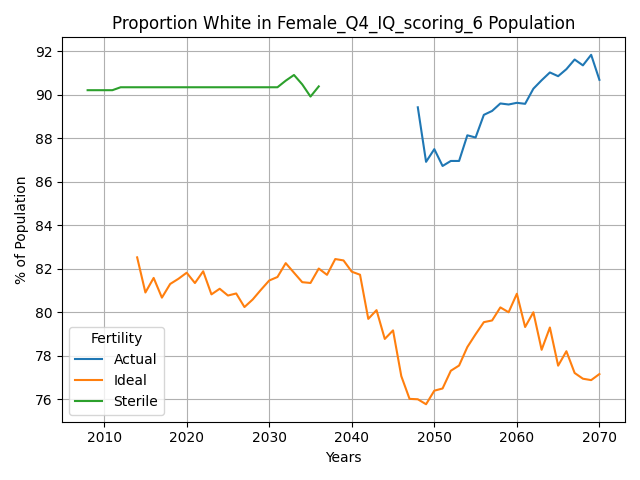 Proportion White in Female_Q4_IQ_scoring_6 Population
% of Population
92
90
88
86
84
82
80
78
76
Fertility
Actual
Ideal
Sterile
2010 2020 2030 2040 2050 2060 2070
Years